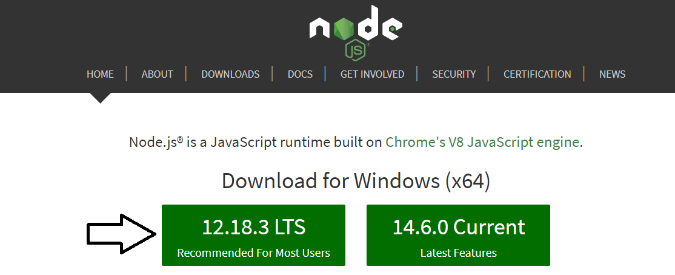 node
JS
HOME ABOUT DOWNLOADS DOCS GET INVOLVED SECURITY CERTIFICATION NEWS
Node.js® is a JavaScript runtime built on Chrome's V8 JavaScript engine.
Download for Windows (x64)
12.18.3 LTS 14.6.0 Current
Recommended For Most Users Latest Features